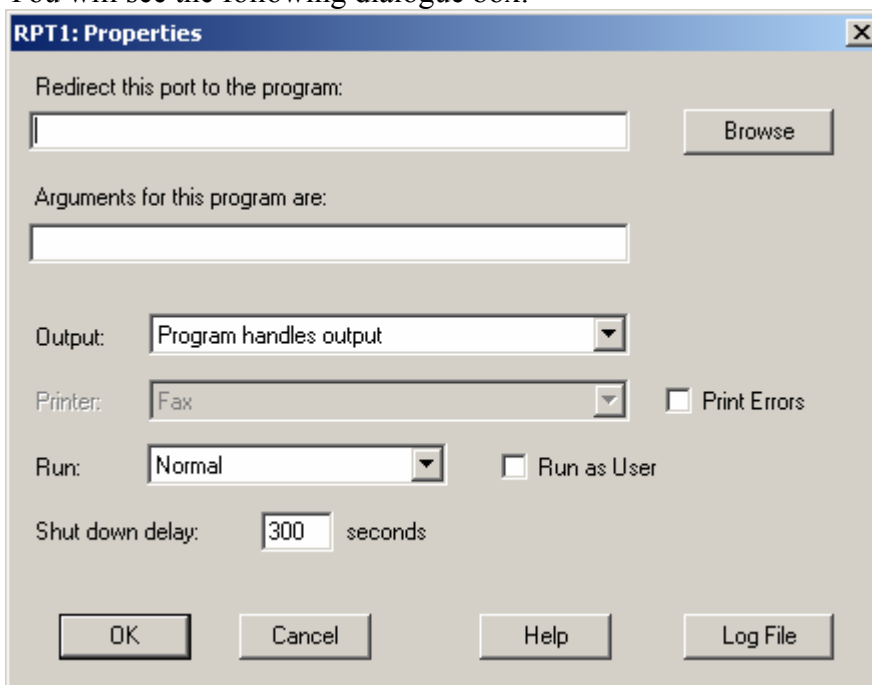 You will see the following dialogue box:
RPT1: Properties
Redirect this port to the program:
Browse
Arguments for this program are:
Output: Program handles output
Printer: Fax Print Errors
Run: Normal Run as User
Shut down delay: 300 seconds
OK Cancel Help Log File